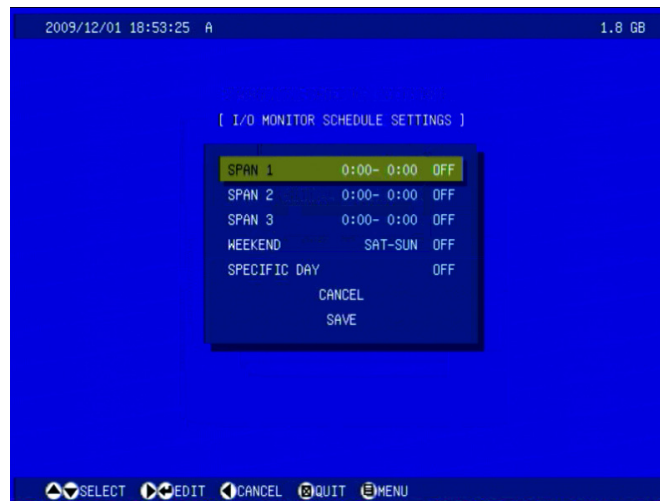 2009/12/01 18:53:25 A 1.8 GB
[ I/O MONITOR SCHEDULE SETTINGS ]
SPAN 1 0:00- 0:00 OFF
SPAN 2 0:00- 0:00 OFF
SPAN 3 0:00- 0:00 OFF
WEEKEND SAT-SUN OFF
SPECIFIC DAY OFF
CANCEL
SAVE
SELECT EDIT CANCEL QUIT MENU